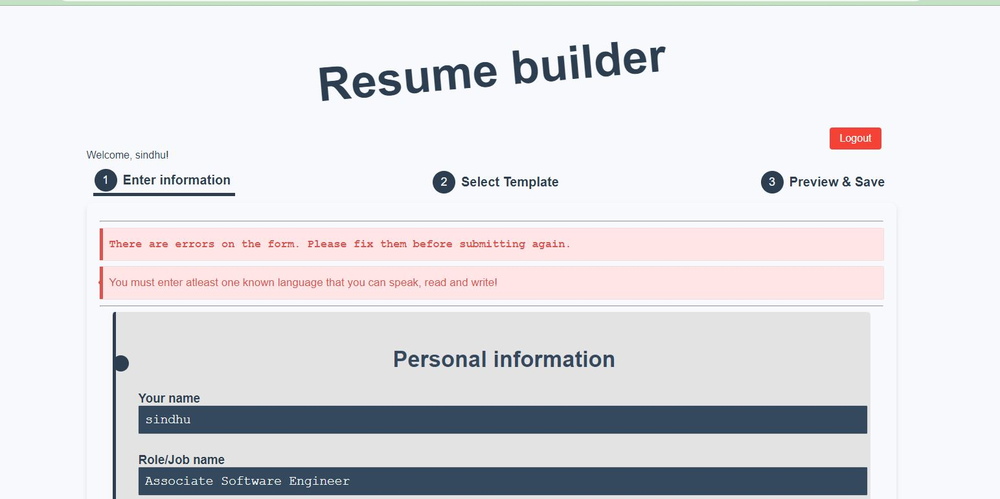 Resume builder
Logout
Welcome, sindhu!
1 Enter information
2 Select Template
3 Preview & Save
There are errors on the form. Please fix them before submitting again.
You must enter atleast one known language that you can speak, read and write!
Personal information
Your name
sindhu
Role/Job name
Associate Software Engineer